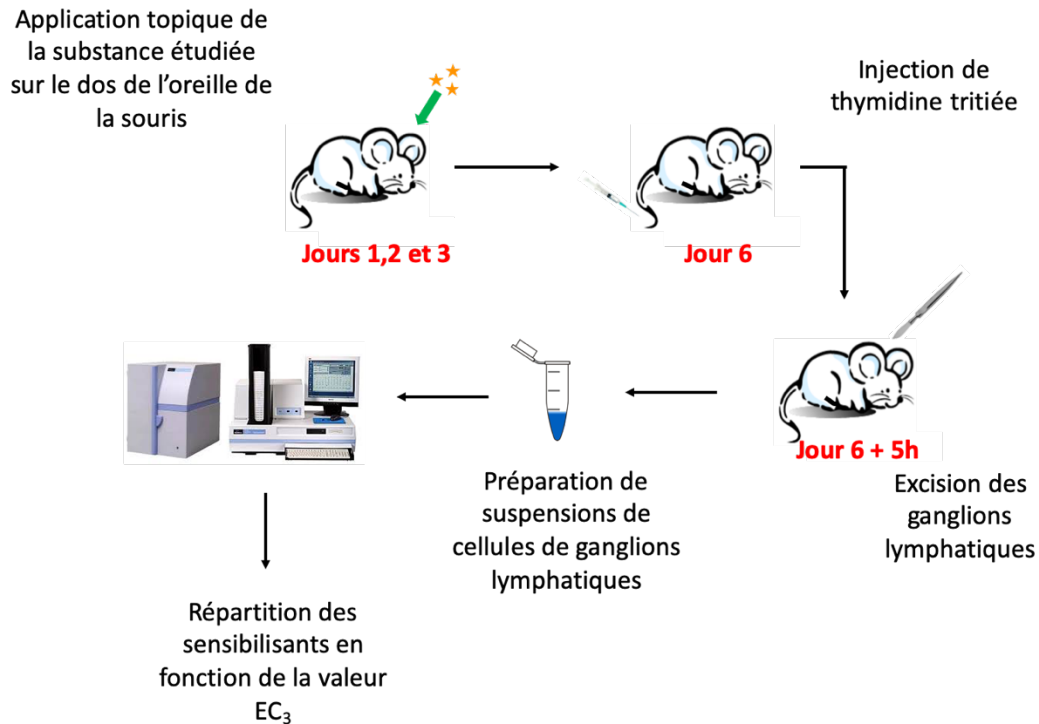 Application topique de
la substance étudiée
sur le dos de l’oreille de
la souris
Injection de
thymidine tritiée
Jours 1,2 et 3
Jour 6
Jour 6 + 5h
Excision des
ganglions
lymphatiques
Préparation de
suspensions de
cellules de ganglions
lymphatiques
Répartition des
sensibilisants en
fonction de la valeur
EC₃